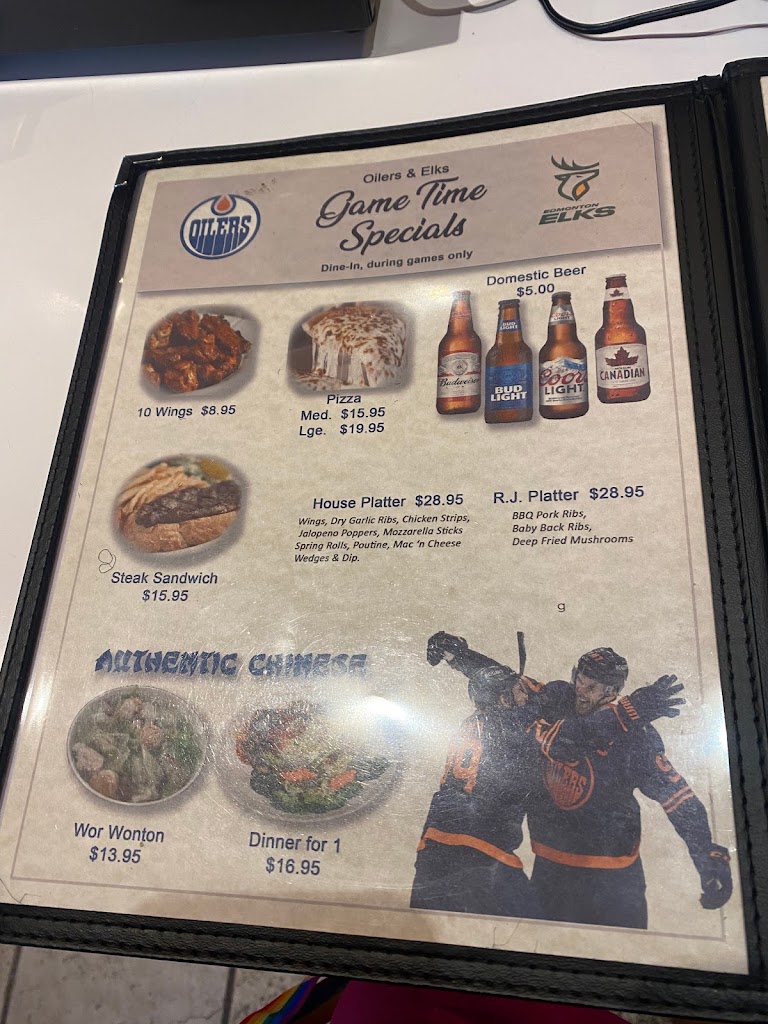 Oilers & Elks
Game Time
Specials
Dine-In, during games only
OILERS
EDMONTON
ELKS
Domestic Beer
$5.00
Budweiser
BUD LIGHT
BUD
LIGHT
Coors
LIGHT
CANADIAN
10 Wings $8.95
Pizza
Med. $15.95
Lge. $19.95
Steak Sandwich
$15.95
House Platter $28.95
Wings, Dry Garlic Ribs, Chicken Strips,
Jalapeno Poppers, Mozzarella Sticks
Spring Rolls, Poutine, Mac 'n Cheese
Wedges & Dip.
R.J. Platter $28.95
BBQ Pork Ribs,
Baby Back Ribs,
Deep Fried Mushrooms
g
AUTHENTIC CHINESE
Wor Wonton
$13.95
Dinner for 1
$16.95
OILERS